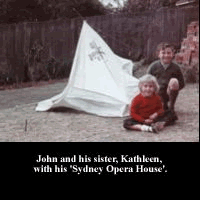 John and his sister, Kathleen,
with his 'Sydney Opera House'.